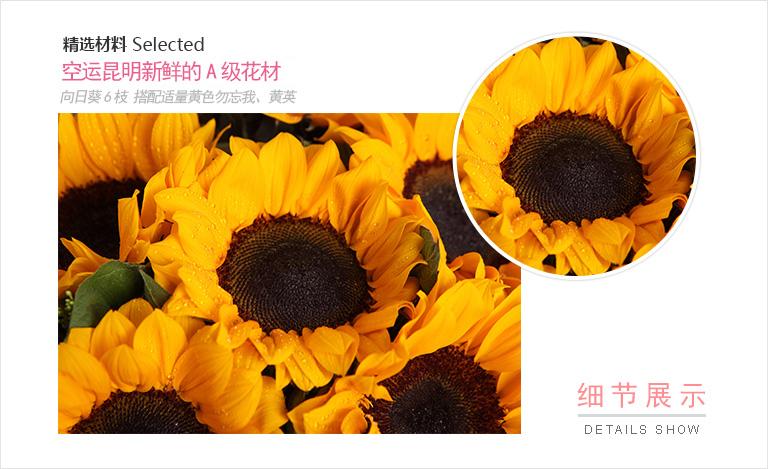 精选材料 Selected
空运昆明新鲜的 A 级花材
向日葵 6 枝 搭配适量黄色勿忘我、黄英
细节展示
DETAILS SHOW